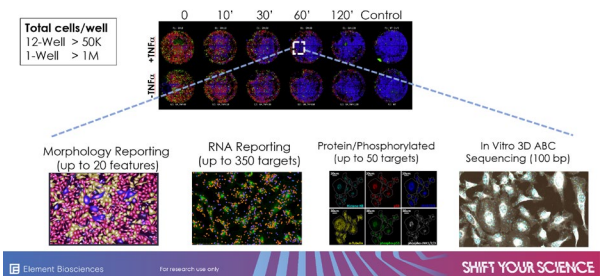 Total cells/well
12-Well > 50K
1-Well > 1M
0 10' 30' 60' 120' Control
+TNFα
-TNFα
Morphology Reporting
(up to 20 features)
RNA Reporting
(up to 350 targets)
Protein/Phosphorylated
(up to 50 targets)
In Vitro 3D ABC
Sequencing (100 bp)
Element Biosciences
For research use only
SHIFT YOUR SCIENCE